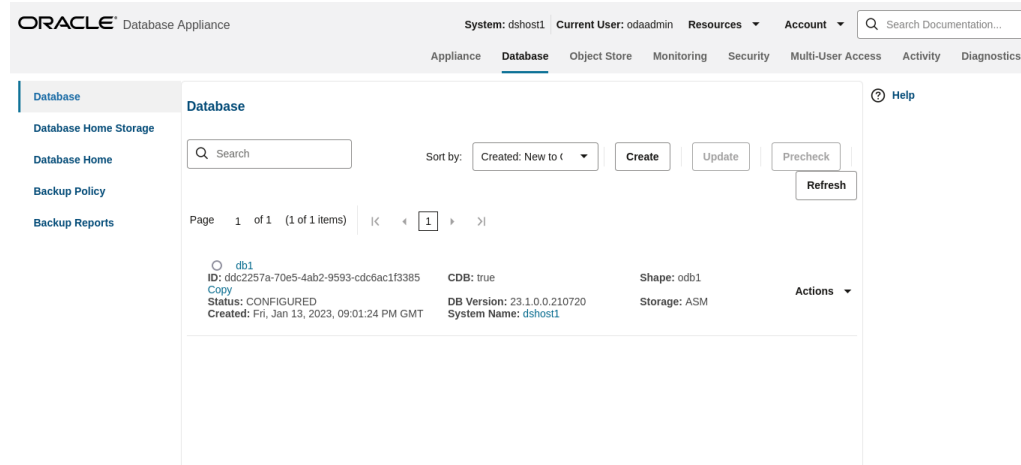 ORACLE® Database Appliance System: dshost1 Current User: odaadmin Resources Account Search Documentation...
Appliance Database Object Store Monitoring Security Multi-User Access Activity Diagnostics
Database
Database Home Storage
Database Home
Backup Policy
Backup Reports
Database
Search Sort by: Created: New to Create Update Precheck
Refresh
Page 1 of 1 (1 of 1 items) 1
db1
ID: ddc2257a-70e5-4ab2-9593-cdc6ac1f3385 CDB: true Shape: odb1
Copy
Actions
Status: CONFIGURED DB Version: 23.1.0.0.210720 Storage: ASM
Created: Fri, Jan 13, 2023, 09:01:24 PM GMT System Name: dshost1
Help